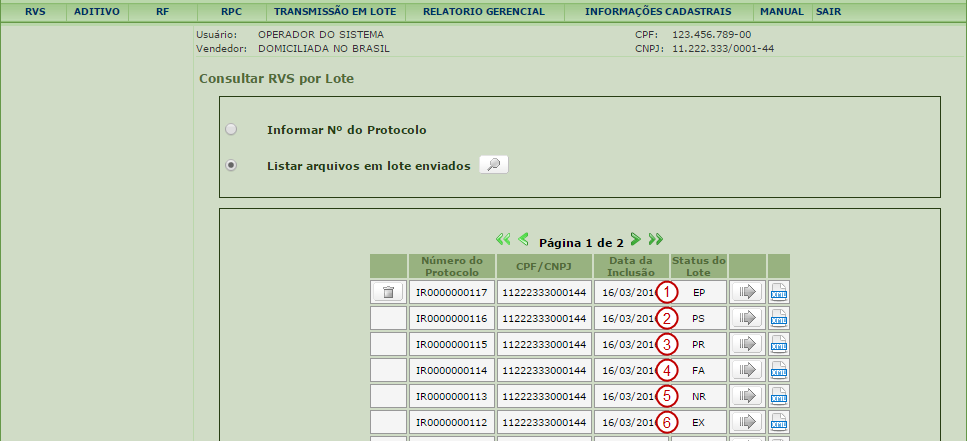 RVS ADITIVO RF RPC TRANSMISSÃO EM LOTE RELATORIO GERENCIAL INFORMAÇÕES CADASTRAIS MANUAL SAIR
Usuário: OPERADOR DO SISTEMA CPF: 123.456.789-00
Vendedor: DOMICILIADA NO BRASIL CNPJ: 11.222.333/0001-44
Consultar RVS por Lote
Informar Nº do Protocolo
Listar arquivos em lote enviados
Página 1 de 2
Número do Protocolo CPF/CNPJ Data da Inclusão Status do Lote
IR0000000117 11222333000144 16/03/201 1 EP XML
IR0000000116 11222333000144 16/03/201 2 PS XML
IR0000000115 11222333000144 16/03/201 3 PR XML
IR0000000114 11222333000144 16/03/201 4 FA XML
IR0000000113 11222333000144 16/03/201 5 NR XML
IR0000000112 11222333000144 16/03/201 6 EX XML